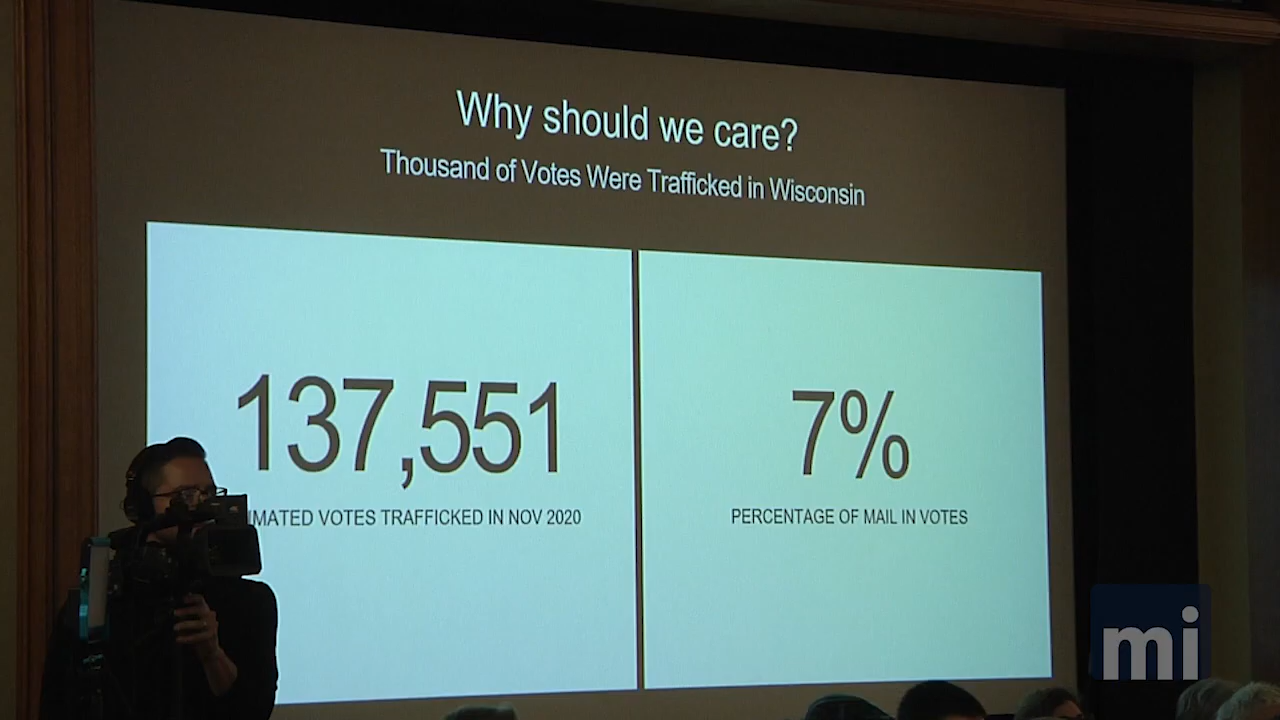 Why should we care?
Thousand of Votes Were Trafficked in Wisconsin
137,551
IMATED VOTES TRAFFICKED IN NOV 2020
7%
PERCENTAGE OF MAIL IN VOTES
mi